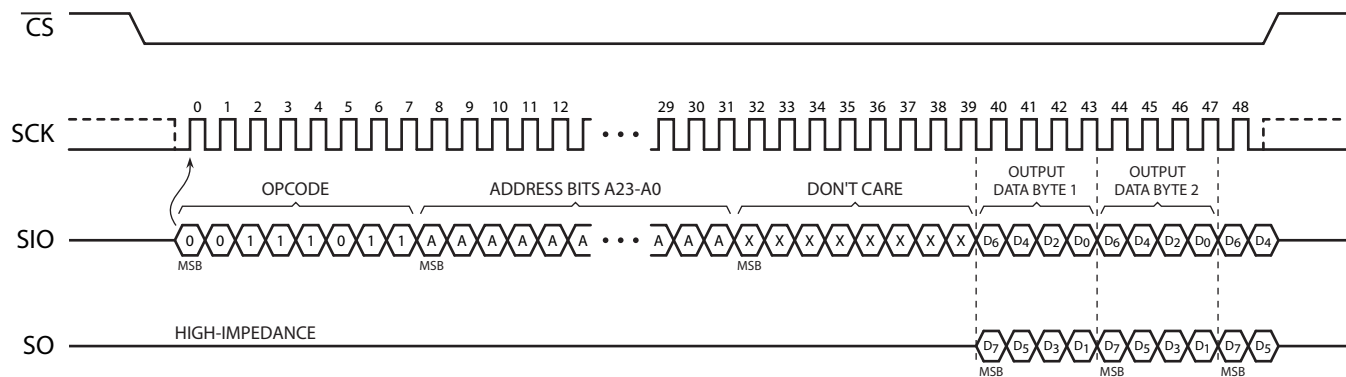 CS
0 1 2 3 4 5 6 7 8 9 10 11 12 29 30 31 32 33 34 35 36 37 38 39 40 41 42 43 44 45 46 47 48
SCK
OPCODE
ADDRESS BITS A23-A0
DON'T CARE
OUTPUT
DATA BYTE 1
OUTPUT
DATA BYTE 2
SIO
0 0 1 1 1 0 1 1 A A A A A A • • • A A A X X X X X X X X D6 D4 D2 D0 D6 D4 D2 D0 D6 D4
MSB MSB MSB
HIGH-IMPEDANCE
SO
D7 D5 D3 D1 D7 D5 D3 D1 D7 D5
MSB MSB MSB